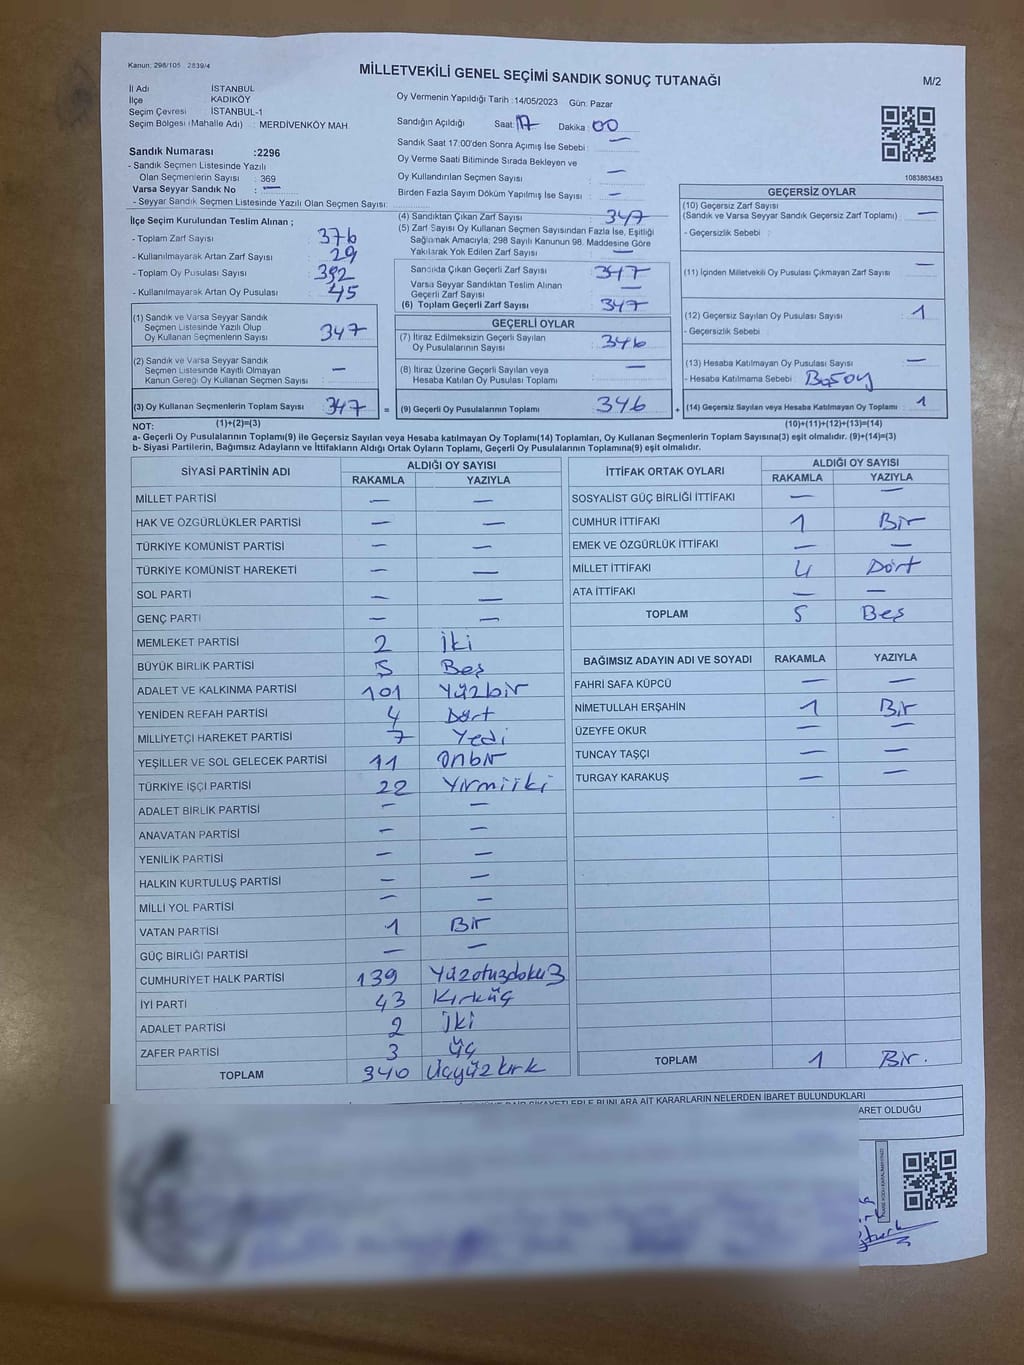 Kanun: 298/105 . 2839/4
MİLLETVEKİLİ GENEL SEÇİMİ SANDIK SONUÇ TUTANAĞI
M/2
İl Adı İSTANBUL
İlçe KADIKÖY
Seçim Çevresi İSTANBUL-1
Seçim Bölgesi (Mahalle Adı) : MERDİVENKÖY MAH
Oy Vermenin Yapıldığı Tarih :14/05/2023 Gün: Pazar
Sandığın Açıldığı Saat: 17 Dakika 00
Sandık Saat 17:00'den Sonra Açımış İse Sebebi : —
Oy Verme Saati Bitiminde Sırada Bekleyen ve
Oy Kullandırılan Seçmen Sayısı : —
Birden Fazla Sayım Döküm Yapılmış İse Sayısı : —
Sandık Numarası :2296
- Sandık Seçmen Listesinde Yazılı
Olan Seçmenlerin Sayısı : 369
Varsa Seyyar Sandık No : —
- Seyyar Sandık Seçmen Listesinde Yazılı Olan Seçmen Sayısı:
1083863483
İlçe Seçim Kurulundan Teslim Alınan ;
- Toplam Zarf Sayısı : 376
- Kullanılmayarak Artan Zarf Sayısı : 29
- Toplam Oy Pusulası Sayısı : 392
- Kullanılmayarak Artan Oy Pusulası : 45
(1) Sandık ve Varsa Seyyar Sandık
Seçmen Listesinde Yazılı Olup
Oy Kullanan Seçmenlerin Sayısı : 347
(2) Sandık ve Varsa Seyyar Sandık
Seçmen Listesinde Kayıtlı Olmayan
Kanun Gereği Oy Kullanan Seçmen Sayısı : —
(3) Oy Kullanan Seçmenlerin Toplam Sayısı : 347 =
(1)+(2)=(3)
(4) Sandıktan Çıkan Zarf Sayısı : 347
(5) Zarf Sayısı Oy Kullanan Seçmen Sayısından Fazla İse, Eşitliği
Sağlamak Amacıyla, 298 Sayılı Kanunun 98. Maddesine Göre
Yakılarak Yok Edilen Zarf Sayısı : —
Sandıkta Çıkan Geçerli Zarf Sayısı : 347
Varsa Seyyar Sandıktan Teslim Alınan
Geçerli Zarf Sayısı : —
(6) Toplam Geçerli Zarf Sayısı : 347
GEÇERLİ OYLAR
(7) İtiraz Edilmeksizin Geçerli Sayılan
Oy Pusulalarının Sayısı : 346
(8) İtiraz Üzerine Geçerli Sayılan veya
Hesaba Katılan Oy Pusulası Toplamı : —
(9) Geçerli Oy Pusulalarının Toplamı : 346 +
GEÇERSİZ OYLAR
(10) Geçersiz Zarf Sayısı
(Sandık ve Varsa Seyyar Sandık Geçersiz Zarf Toplamı) : —
- Geçersizlik Sebebi :
(11) İçinden Milletvekili Oy Pusulası Çıkmayan Zarf Sayısı : —
(12) Geçersiz Sayılan Oy Pusulası Sayısı : 1
- Geçersizlik Sebebi :
(13) Hesaba Katılmayan Oy Pusulası Sayısı : —
- Hesaba Katılmama Sebebi : Boşoy
(14) Geçersiz Sayılan veya Hesaba Katılmayan Oy Toplamı : 1
(10)+(11)+(12)+(13)=(14)
NOT:
a- Geçerli Oy Pusulalarının Toplamı(9) ile Geçersiz Sayılan veya Hesaba katılmayan Oy Toplamı(14) Toplamları, Oy Kullanan Seçmenlerin Toplam Sayısına(3) eşit olmalıdır. (9)+(14)=(3)
b- Siyasi Partilerin, Bağımsız Adayların ve İttifakların Aldığı Ortak Oyların Toplamı, Geçerli Oy Pusulalarının Toplamına(9) eşit olmalıdır.
SİYASİ PARTİNİN ADI ALDIĞI OY SAYISI
RAKAMLA YAZIYLA
MİLLET PARTİSİ — —
HAK VE ÖZGÜRLÜKLER PARTİSİ — —
TÜRKİYE KOMÜNİST PARTİSİ — —
TÜRKİYE KOMÜNİST HAREKETİ — —
SOL PARTİ — —
GENÇ PARTİ — —
MEMLEKET PARTİSİ 2 İki
BÜYÜK BİRLİK PARTİSİ 5 Beş
ADALET VE KALKINMA PARTİSİ 101 Yüzbir
YENİDEN REFAH PARTİSİ 4 Dört
MİLLİYETÇİ HAREKET PARTİSİ 7 Yedi
YEŞİLLER VE SOL GELECEK PARTİSİ 11 Onbir
TÜRKİYE İŞÇİ PARTİSİ 22 Yirmiiki
ADALET BİRLİK PARTİSİ — —
ANAVATAN PARTİSİ — —
YENİLİK PARTİSİ — —
HALKIN KURTULUŞ PARTİSİ — —
MİLLİ YOL PARTİSİ — —
VATAN PARTİSİ 1 Bir
GÜÇ BİRLİĞİ PARTİSİ — —
CUMHURİYET HALK PARTİSİ 139 Yüzotuzdokuz
İYİ PARTİ 43 Kırküç
ADALET PARTİSİ 2 İki
ZAFER PARTİSİ 3 Üç
TOPLAM 340 Üçyüzkırk
İTTİFAK ORTAK OYLARI ALDIĞI OY SAYISI
RAKAMLA YAZIYLA
SOSYALİST GÜÇ BİRLİĞİ İTTİFAKI — —
CUMHUR İTTİFAKI 1 Bir
EMEK VE ÖZGÜRLÜK İTTİFAKI — —
MİLLET İTTİFAKI 4 Dört
ATA İTTİFAKI — —
TOPLAM 5 Beş
BAĞIMSIZ ADAYIN ADI VE SOYADI RAKAMLA YAZIYLA
FAHRİ SAFA KÜPCÜ — —
NİMETULLAH ERŞAHİN 1 Bir
ÜZEYFE OKUR — —
TUNCAY TAŞÇI — —
TURGAY KARAKUŞ — —
TOPLAM 1 Bir.
ŞİKAYETLERLE BUNLARA AİT KARARLARIN NELERDEN İBARET BULUNDUKLARI
ARET OLDUĞU